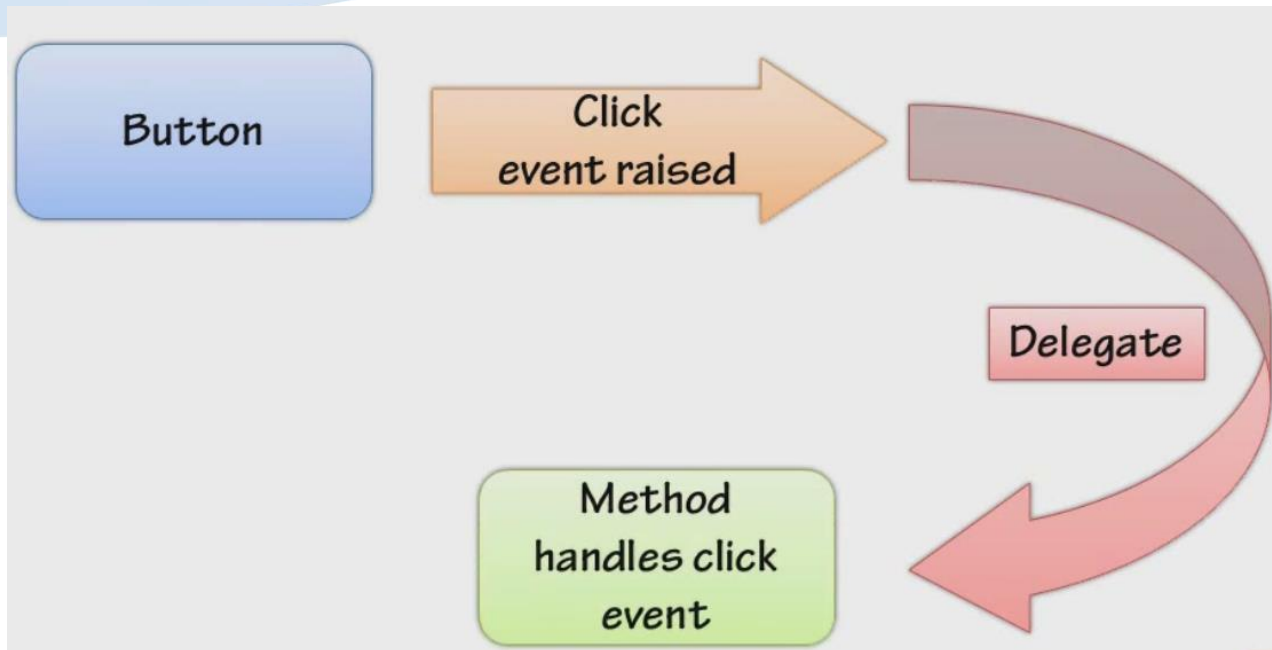 Button
Click
event raised
Delegate
Method
handles click
event